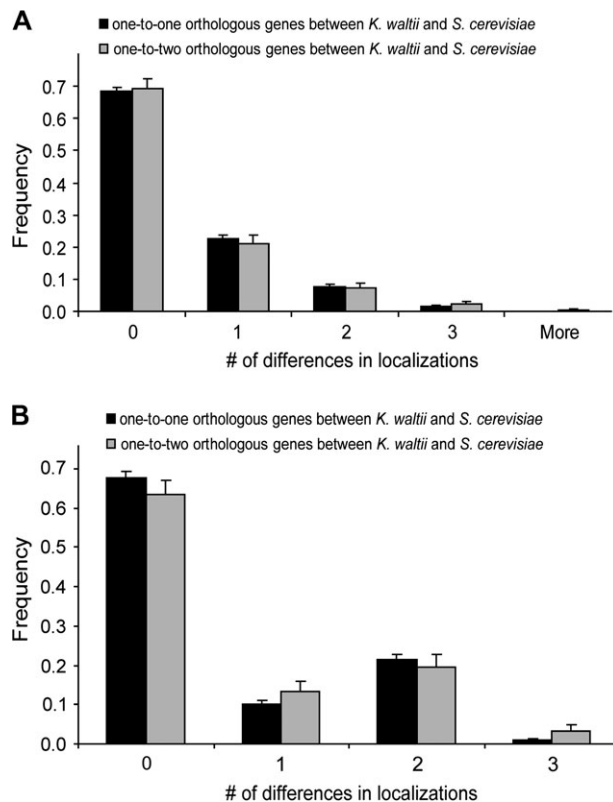 A
one-to-one orthologous genes between K. waltii and S. cerevisiae
one-to-two orthologous genes between K. waltii and S. cerevisiae
0.7
0.6
0.5
0.4
0.3
0.2
0.1
0.0
Frequency
0 1 2 3 More
# of differences in localizations
B
one-to-one orthologous genes between K. waltii and S. cerevisiae
one-to-two orthologous genes between K. waltii and S. cerevisiae
0.7
0.6
0.5
0.4
0.3
0.2
0.1
0.0
Frequency
0 1 2 3
# of differences in localizations